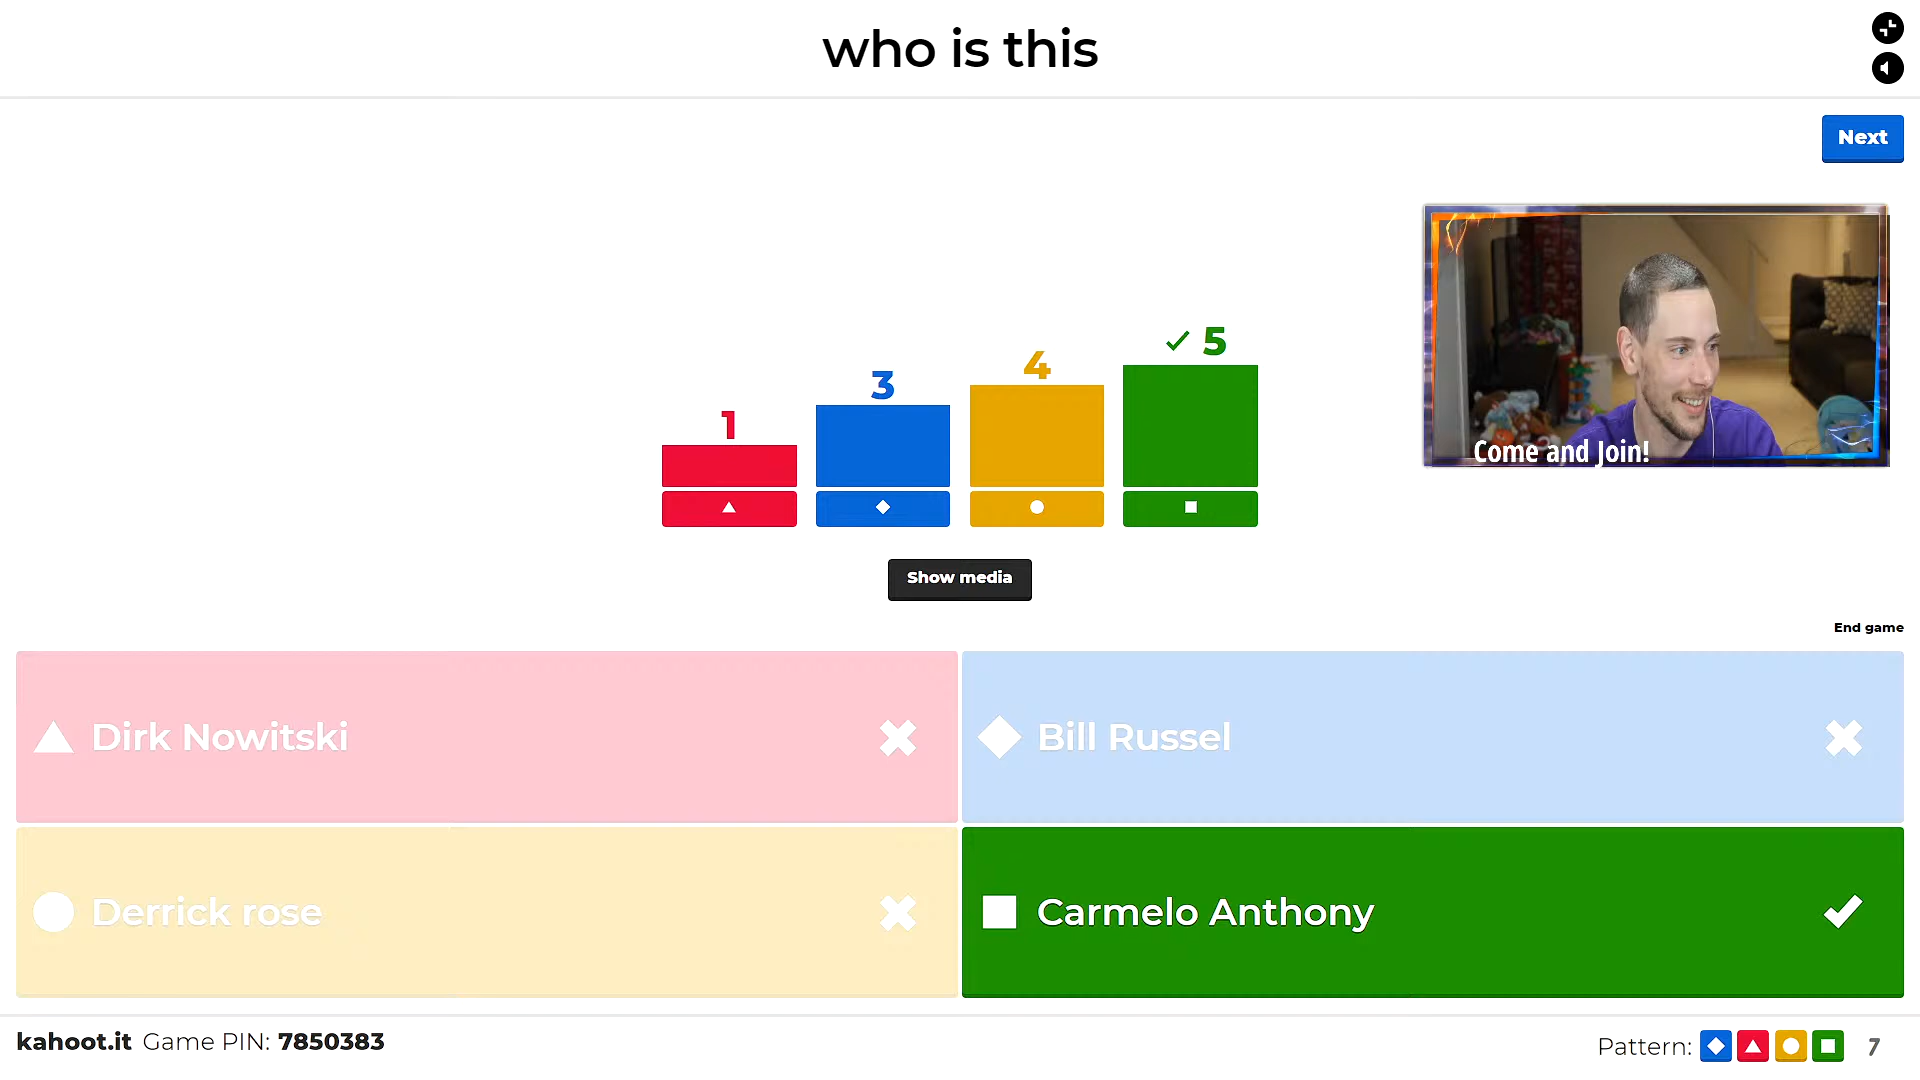 who is this
Next
1
3
4
5
Come and Join!
Show media
End game
Dirk Nowitski
Bill Russel
Derrick rose
Carmelo Anthony
kahoot.it Game PIN: 7850383
Pattern: 7